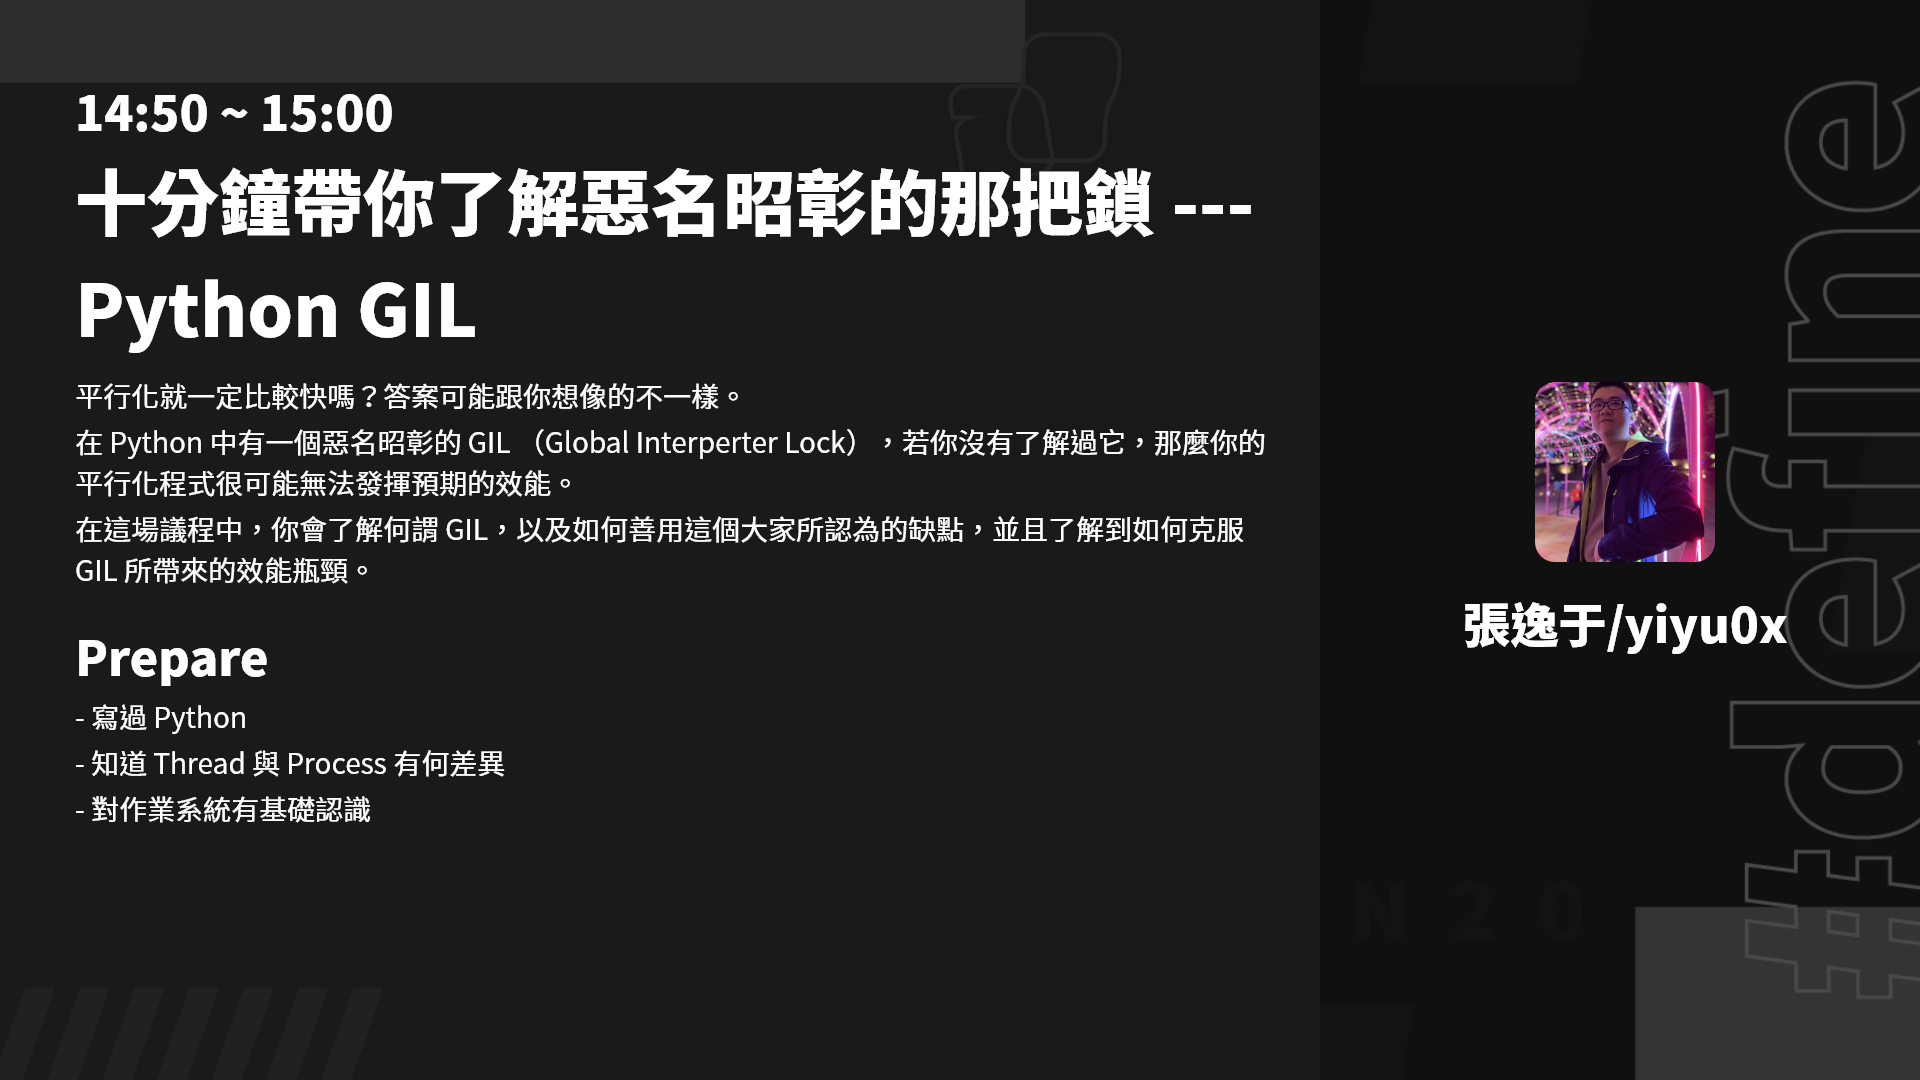 14:50 ~ 15:00
十分鐘帶你了解惡名昭彰的那把鎖 ---
Python GIL
平行化就一定比較快嗎？答案可能跟你想像的不一樣。
在 Python 中有一個惡名昭彰的 GIL （Global Interperter Lock），若你沒有了解過它，那麼你的
平行化程式很可能無法發揮預期的效能。
在這場議程中，你會了解何謂 GIL，以及如何善用這個大家所認為的缺點，並且了解到如何克服
GIL 所帶來的效能瓶頸。
Prepare
- 寫過 Python
- 知道 Thread 與 Process 有何差異
- 對作業系統有基礎認識
張逸于/yiyu0x
#define
SITCON20